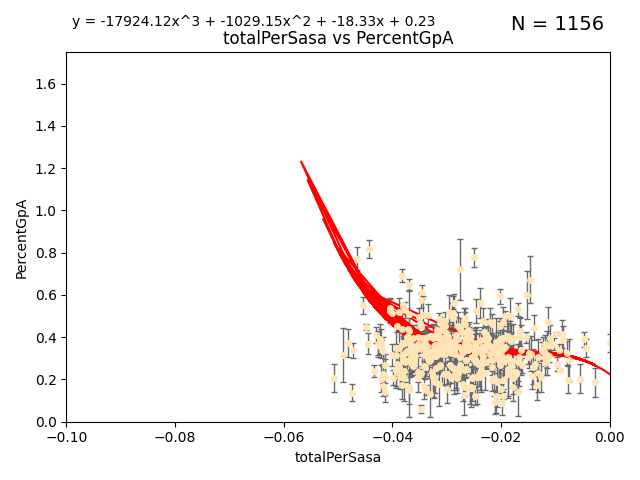 y = -17924.12x^3 + -1029.15x^2 + -18.33x + 0.23
N = 1156
totalPerSasa vs PercentGpA
1.6
1.4
1.2
1.0
0.8
0.6
0.4
0.2
0.0
PercentGpA
−0.10 −0.08 −0.06 −0.04 −0.02 0.00
totalPerSasa